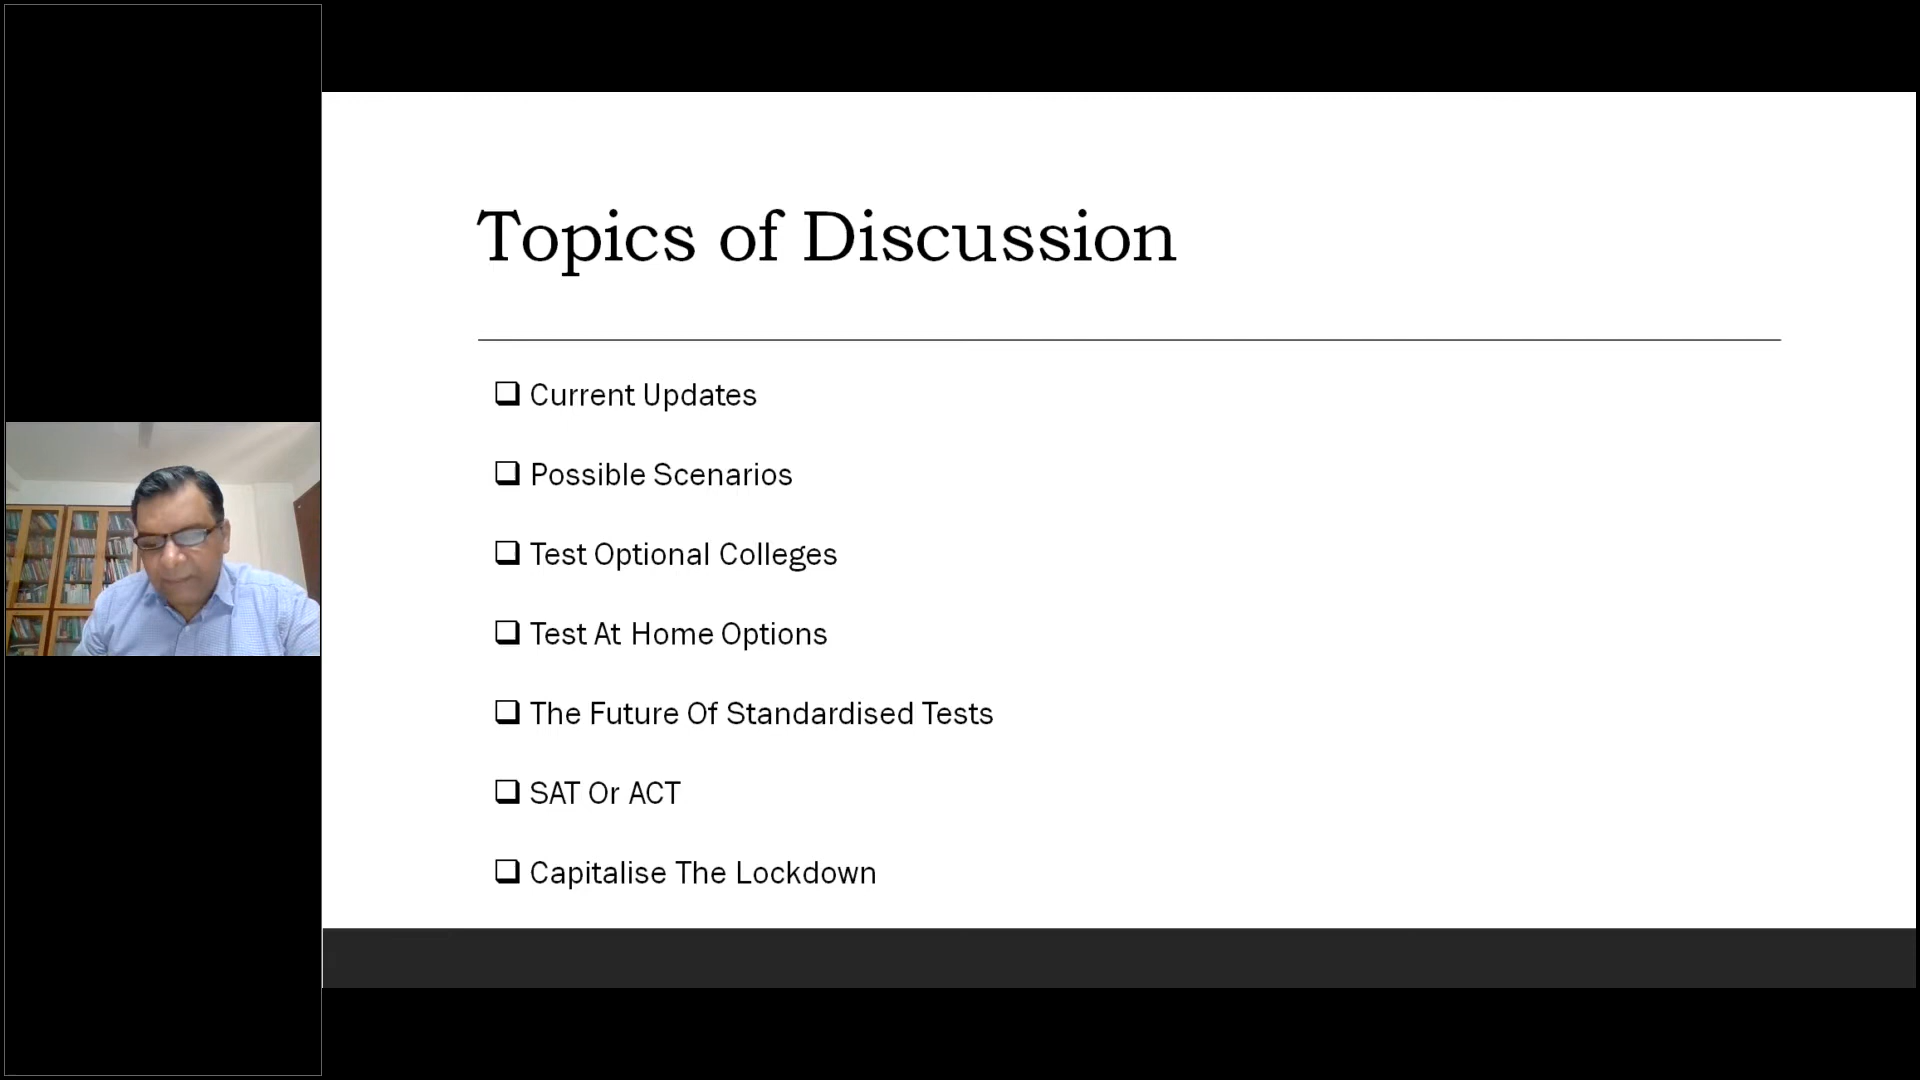 Topics of Discussion
Current Updates
Possible Scenarios
Test Optional Colleges
Test At Home Options
The Future Of Standardised Tests
SAT Or ACT
Capitalise The Lockdown